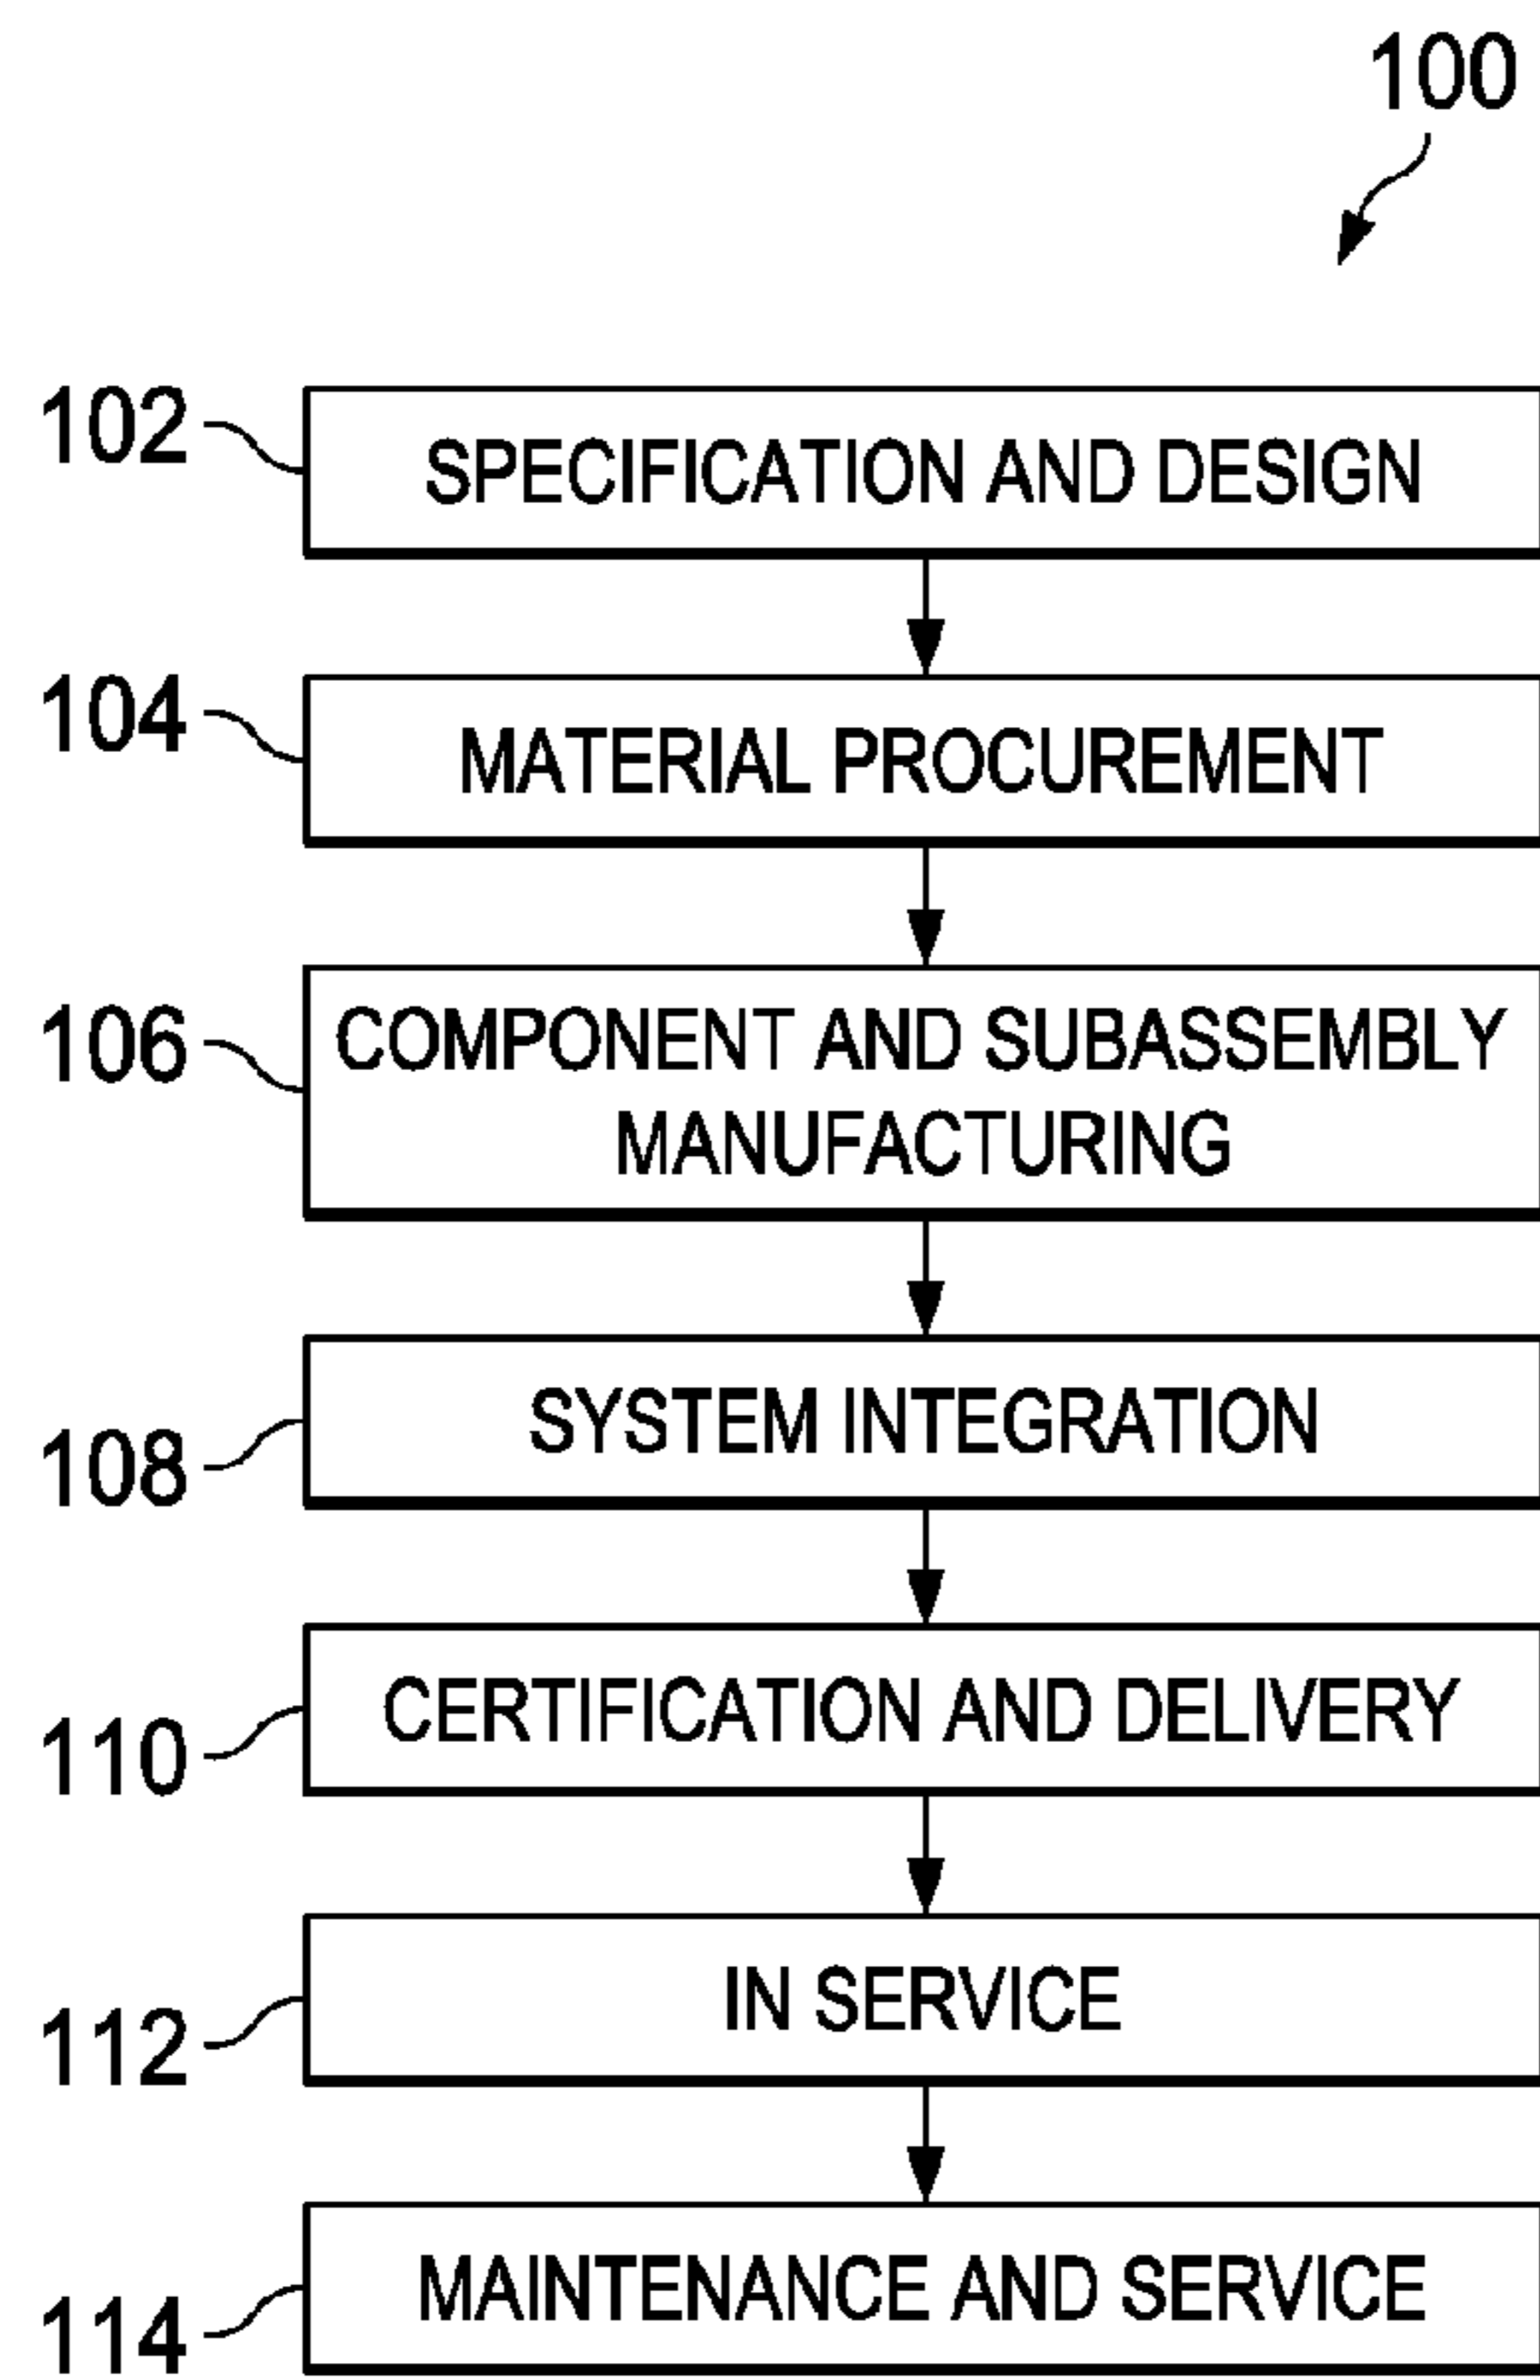 100
102 SPECIFICATION AND DESIGN
104 MATERIAL PROCUREMENT
106 COMPONENT AND SUBASSEMBLY
MANUFACTURING
108 SYSTEM INTEGRATION
110 CERTIFICATION AND DELIVERY
112 IN SERVICE
114 MAINTENANCE AND SERVICE